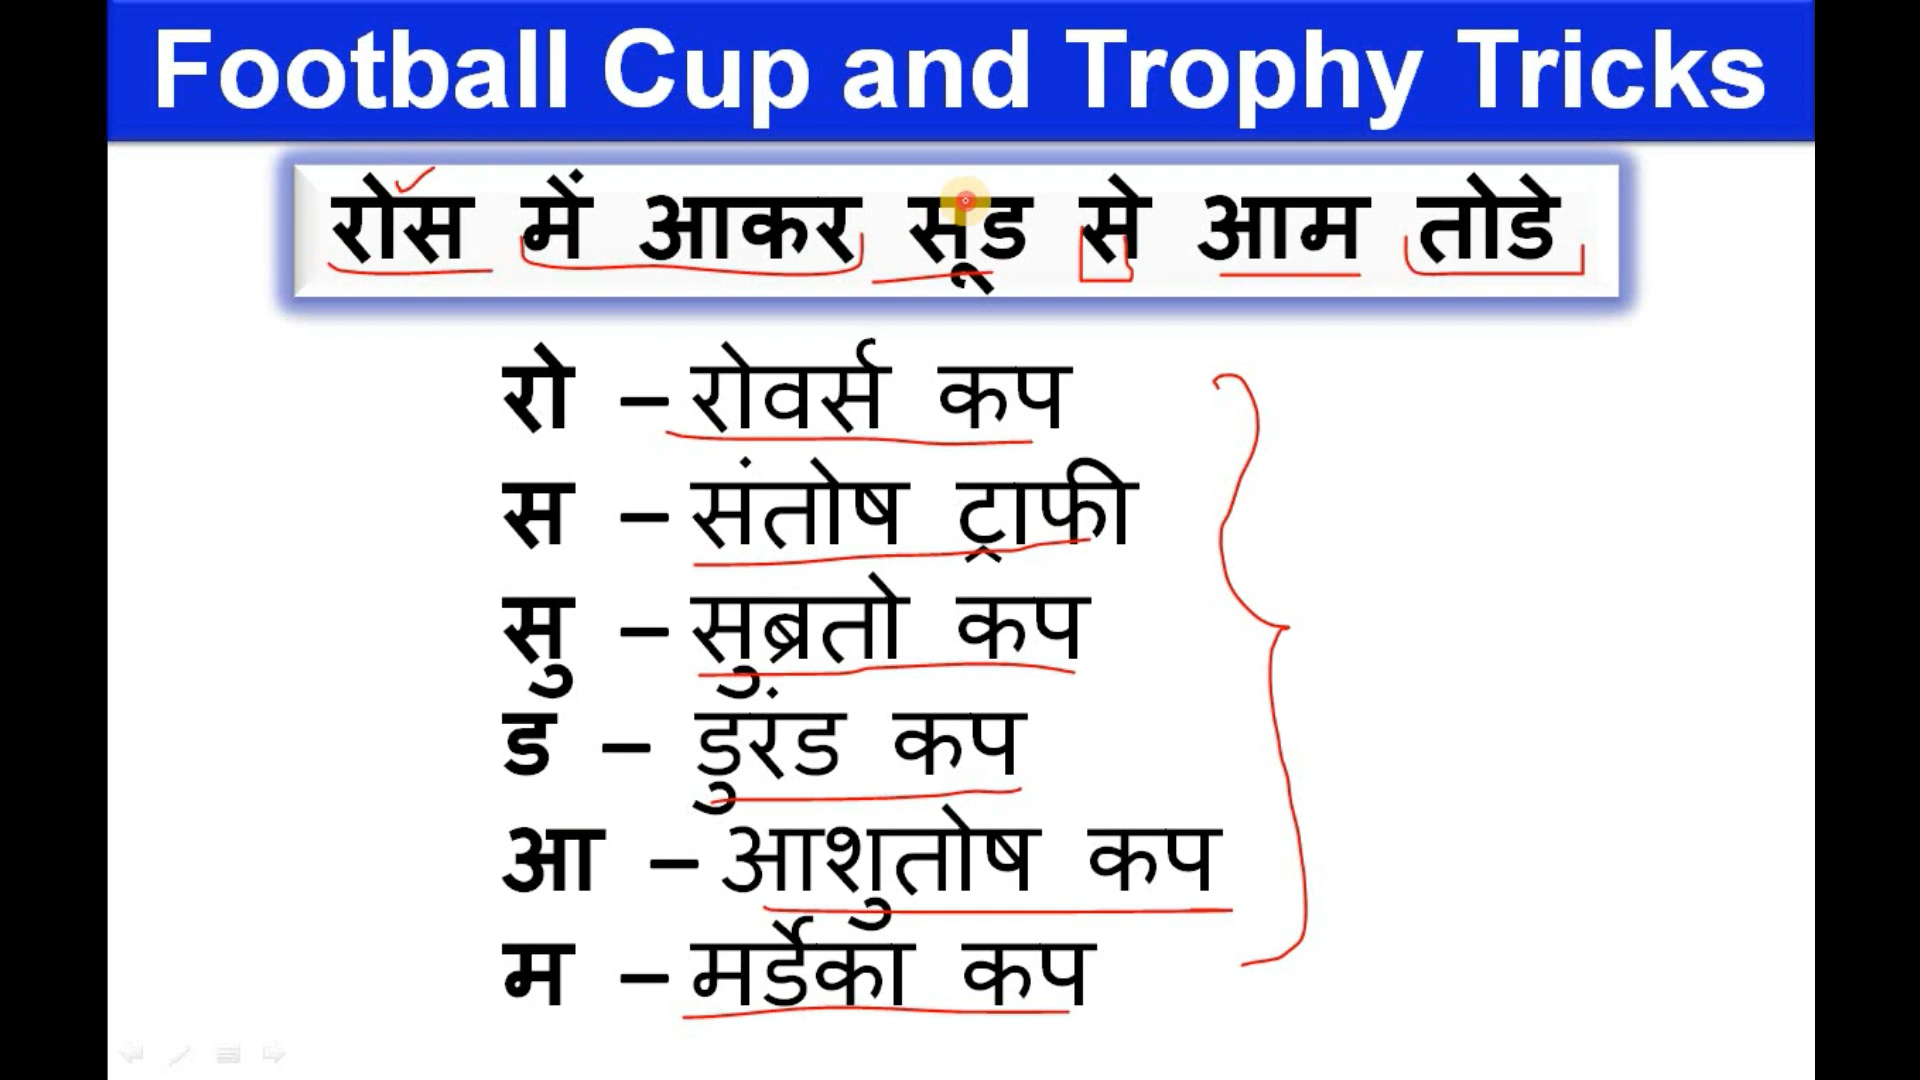 Football Cup and Trophy Tricks
रोस में आकर सूड से आम तोडे
रो – रोवर्स कप
स – संतोष ट्राफी
सु – सुब्रतो कप
ड – डुरंड कप
आ – आशुतोष कप
म – मर्डेका कप